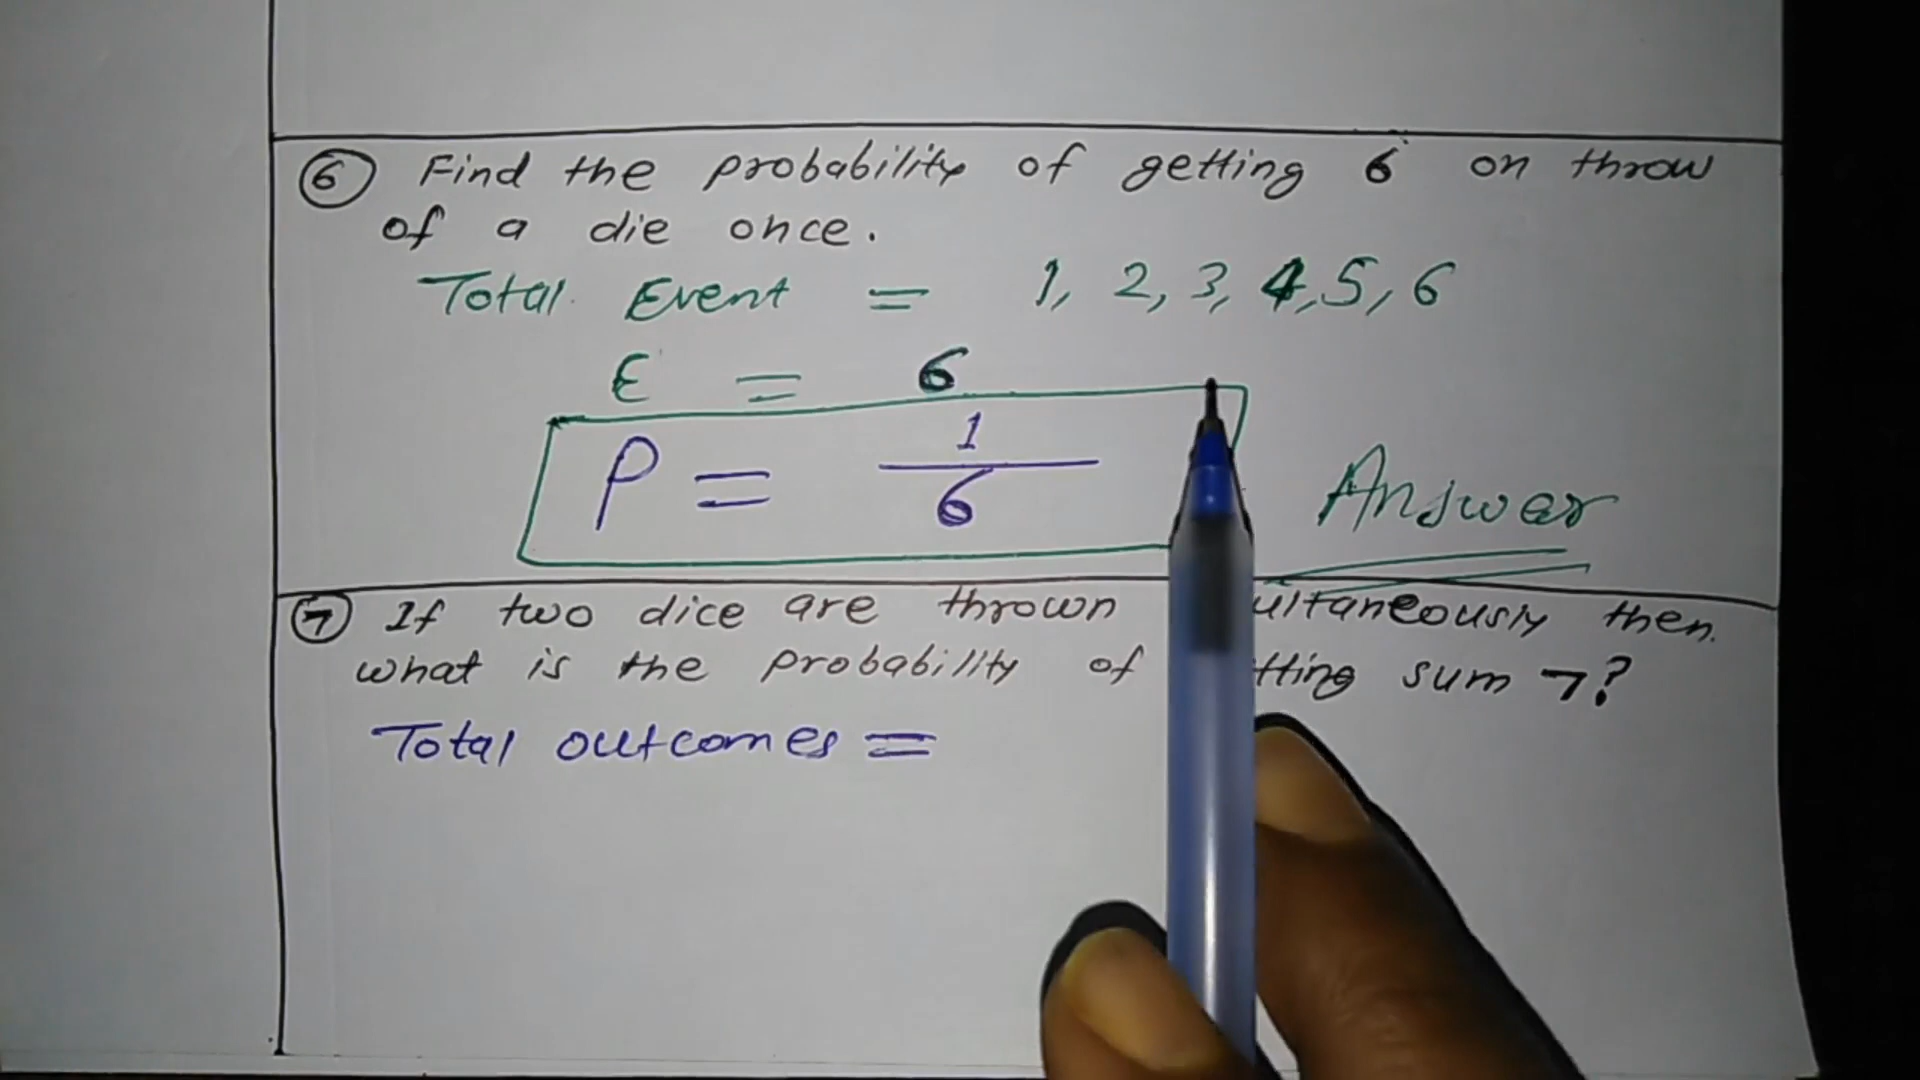 6 Find the probability of getting 6 on throw
of a die once.
Total Event = 1, 2, 3, 4, 5, 6
E = 6
P = 1/6 Answer
7 If two dice are thrown ultaneously then
what is the probability of tting sum 7?
Total outcomes =